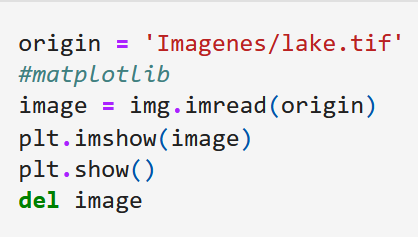 origin = 'Imagenes/lake.tif'
#matplotlib
image = img.imread(origin)
plt.imshow(image)
plt.show()
del image